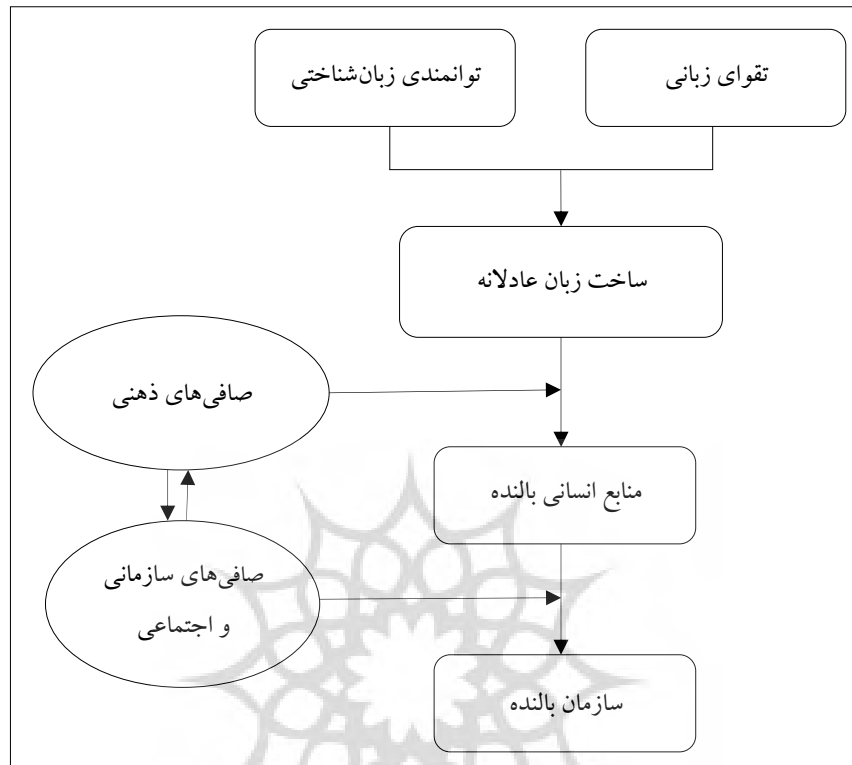 تقوای زبانی
توانمندی زبان‌شناختی
ساخت زبان عادلانه
صافی‌های ذهنی
منابع انسانی بالنده
صافی‌های سازمانی
و اجتماعی
سازمان بالنده